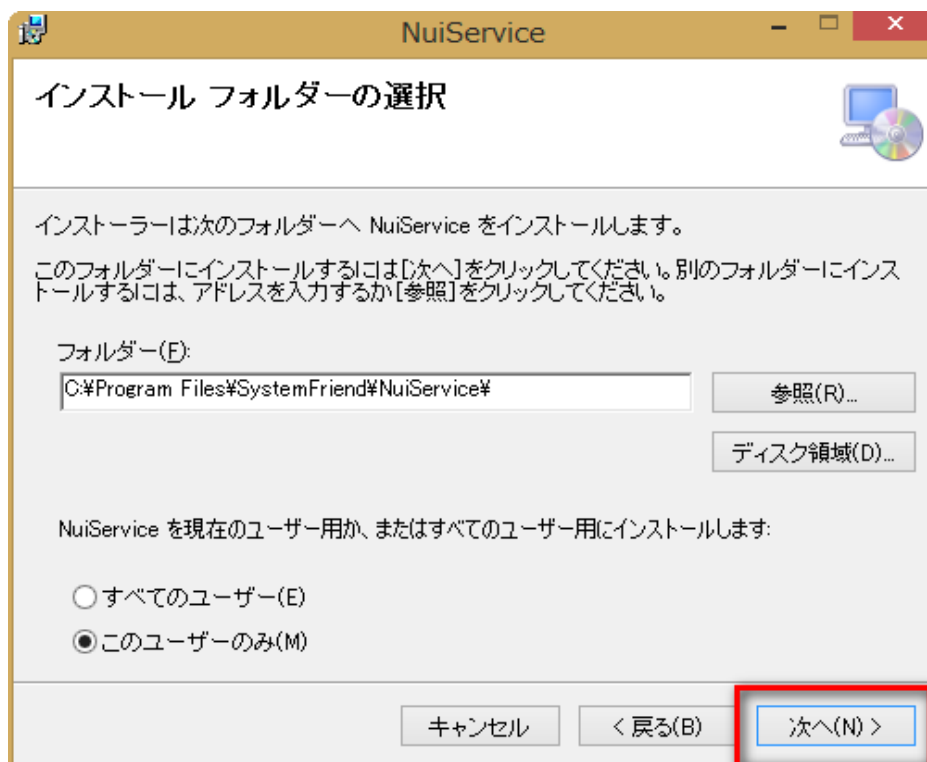 NuiService
インストール フォルダーの選択
インストーラーは次のフォルダーへ NuiService をインストールします。
このフォルダーにインストールするには[次へ]をクリックしてください。別のフォルダーにインス
トールするには、アドレスを入力するか[参照]をクリックしてください。
フォルダー(F):
C:¥Program Files¥SystemFriend¥NuiService¥
参照(R)...
ディスク領域(D)...
NuiService を現在のユーザー用か、またはすべてのユーザー用にインストールします:
すべてのユーザー(E)
このユーザーのみ(M)
キャンセル
< 戻る(B)
次へ(N) >